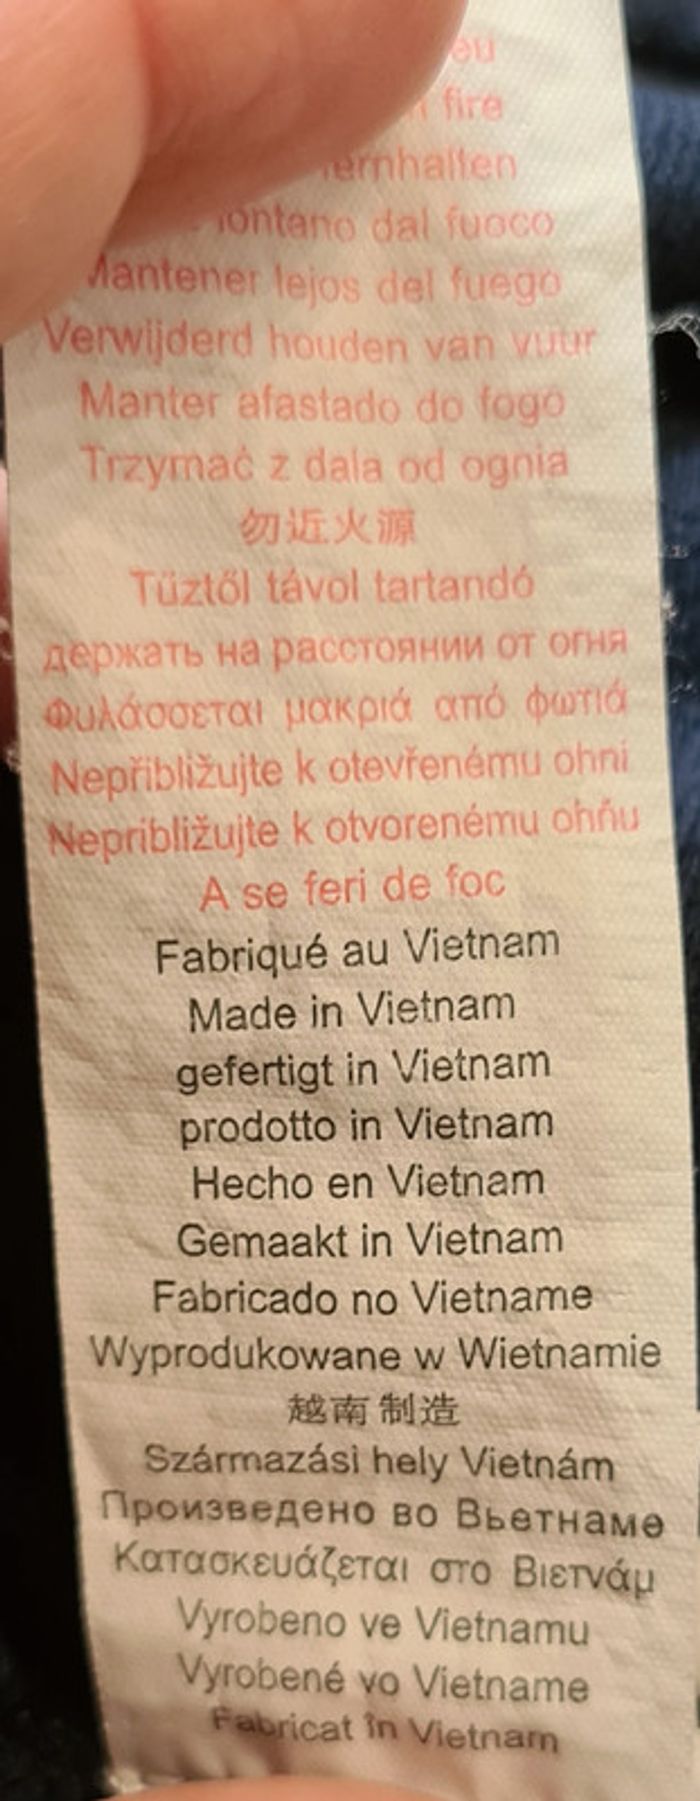 fire
fernhalten
lontano dal fuoco
Mantener lejos del fuego
Verwijderd houden van vuur
Manter afastado do fogo
Trzymać z dala od ognia
勿近火源
Tűztől távol tartandó
держать на расстоянии от огня
Φυλάσσεται μακριά από φωτιά
Nepřibližujte k otevřenému ohni
Nepribližujte k otvorenému ohňu
A se feri de foc
Fabriqué au Vietnam
Made in Vietnam
gefertigt in Vietnam
prodotto in Vietnam
Hecho en Vietnam
Gemaakt in Vietnam
Fabricado no Vietname
Wyprodukowane w Wietnamie
越南制造
Származási hely Vietnám
Произведено во Вьетнаме
Κατασκευάζεται στο Βιετνάμ
Vyrobeno ve Vietnamu
Vyrobené vo Vietname
Fabricat în Vietnam